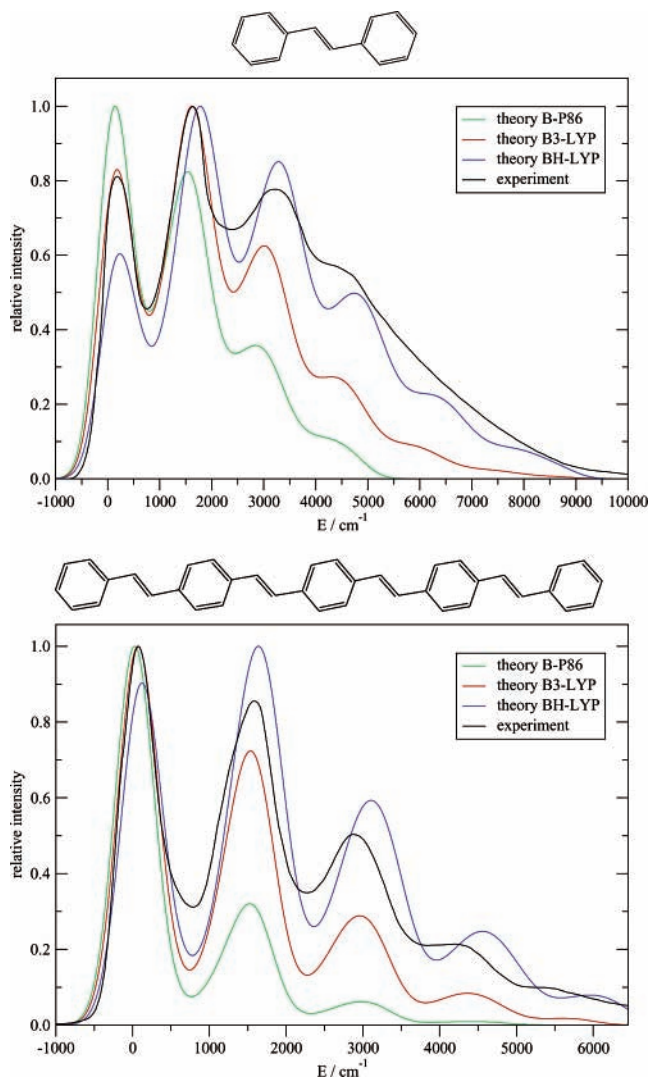 1.0
0.8
0.6
0.4
0.2
0.0
relative intensity
theory B-P86
theory B3-LYP
theory BH-LYP
experiment
-1000 0 1000 2000 3000 4000 5000 6000 7000 8000 9000 10000
E / cm-1
1.0
0.8
0.6
0.4
0.2
0.0
relative intensity
theory B-P86
theory B3-LYP
theory BH-LYP
experiment
-1000 0 1000 2000 3000 4000 5000 6000
E / cm-1